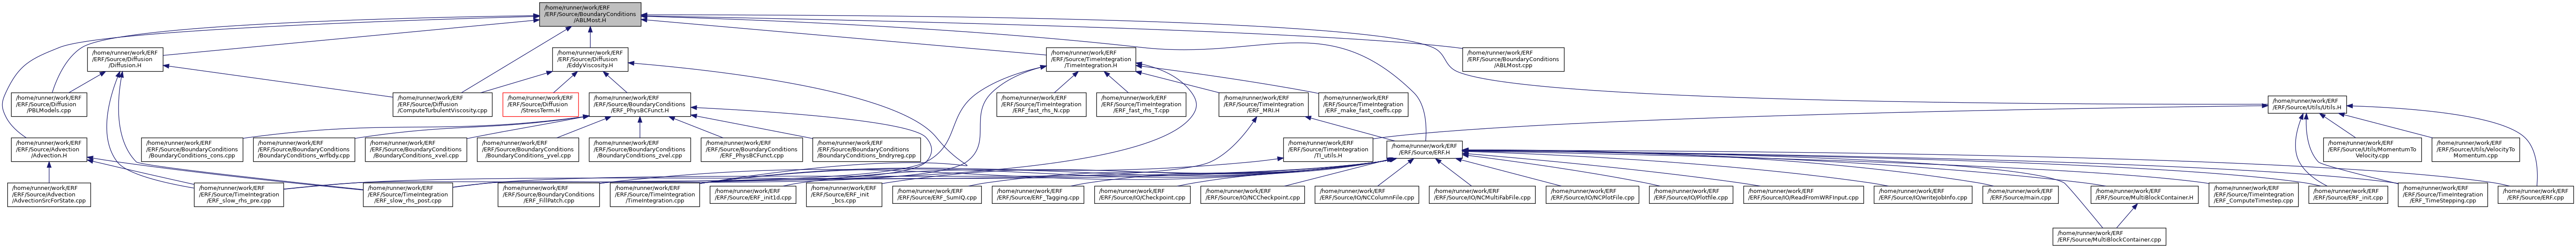 /home/runner/work/ERF
/ERF/Source/BoundaryConditions
/ABLMost.H
/home/runner/work/ERF
/ERF/Source/Diffusion
/Diffusion.H
/home/runner/work/ERF
/ERF/Source/Diffusion
/EddyViscosity.H
/home/runner/work/ERF
/ERF/Source/TimeIntegration
/TimeIntegration.H
/home/runner/work/ERF
/ERF/Source/BoundaryConditions
/ABLMost.cpp
/home/runner/work/ERF
/ERF/Source/Diffusion
/PBLModels.cpp
/home/runner/work/ERF
/ERF/Source/Diffusion
/ComputeTurbulentViscosity.cpp
/home/runner/work/ERF
/ERF/Source/Diffusion
/StressTerm.H
/home/runner/work/ERF
/ERF/Source/BoundaryConditions
/ERF_PhysBCFunct.H
/home/runner/work/ERF
/ERF/Source/TimeIntegration
/ERF_fast_rhs_N.cpp
/home/runner/work/ERF
/ERF/Source/TimeIntegration
/ERF_fast_rhs_T.cpp
/home/runner/work/ERF
/ERF/Source/TimeIntegration
/ERF_MRI.H
/home/runner/work/ERF
/ERF/Source/TimeIntegration
/ERF_make_fast_coeffs.cpp
/home/runner/work/ERF
/ERF/Source/Utils/Utils.H
/home/runner/work/ERF
/ERF/Source/Advection
/Advection.H
/home/runner/work/ERF
/ERF/Source/BoundaryConditions
/BoundaryConditions_cons.cpp
/home/runner/work/ERF
/ERF/Source/BoundaryConditions
/BoundaryConditions_wrfbdy.cpp
/home/runner/work/ERF
/ERF/Source/BoundaryConditions
/BoundaryConditions_xvel.cpp
/home/runner/work/ERF
/ERF/Source/BoundaryConditions
/BoundaryConditions_yvel.cpp
/home/runner/work/ERF
/ERF/Source/BoundaryConditions
/BoundaryConditions_zvel.cpp
/home/runner/work/ERF
/ERF/Source/BoundaryConditions
/ERF_PhysBCFunct.cpp
/home/runner/work/ERF
/ERF/Source/BoundaryConditions
/BoundaryConditions_bndryreg.cpp
/home/runner/work/ERF
/ERF/Source/TimeIntegration
/TI_utils.H
/home/runner/work/ERF
/ERF/Source/ERF.H
/home/runner/work/ERF
/ERF/Source/Utils/MomentumTo
Velocity.cpp
/home/runner/work/ERF
/ERF/Source/Utils/VelocityTo
Momentum.cpp
/home/runner/work/ERF
/ERF/Source/Advection
/AdvectionSrcForState.cpp
/home/runner/work/ERF
/ERF/Source/TimeIntegration
/ERF_slow_rhs_pre.cpp
/home/runner/work/ERF
/ERF/Source/TimeIntegration
/ERF_slow_rhs_post.cpp
/home/runner/work/ERF
/ERF/Source/BoundaryConditions
/ERF_FillPatch.cpp
/home/runner/work/ERF
/ERF/Source/TimeIntegration
/TimeIntegration.cpp
/home/runner/work/ERF
/ERF/Source/ERF_init1d.cpp
/home/runner/work/ERF
/ERF/Source/ERF_init
_bcs.cpp
/home/runner/work/ERF
/ERF/Source/ERF_SumIQ.cpp
/home/runner/work/ERF
/ERF/Source/ERF_Tagging.cpp
/home/runner/work/ERF
/ERF/Source/IO/Checkpoint.cpp
/home/runner/work/ERF
/ERF/Source/IO/NCCheckpoint.cpp
/home/runner/work/ERF
/ERF/Source/IO/NCColumnFile.cpp
/home/runner/work/ERF
/ERF/Source/IO/NCMultiFabFile.cpp
/home/runner/work/ERF
/ERF/Source/IO/NCPlotFile.cpp
/home/runner/work/ERF
/ERF/Source/IO/Plotfile.cpp
/home/runner/work/ERF
/ERF/Source/IO/ReadFromWRFInput.cpp
/home/runner/work/ERF
/ERF/Source/IO/writeJobInfo.cpp
/home/runner/work/ERF
/ERF/Source/main.cpp
/home/runner/work/ERF
/ERF/Source/MultiBlockContainer.H
/home/runner/work/ERF
/ERF/Source/TimeIntegration
/ERF_ComputeTimestep.cpp
/home/runner/work/ERF
/ERF/Source/ERF_init.cpp
/home/runner/work/ERF
/ERF/Source/TimeIntegration
/ERF_TimeStepping.cpp
/home/runner/work/ERF
/ERF/Source/ERF.cpp
/home/runner/work/ERF
/ERF/Source/MultiBlockContainer.cpp